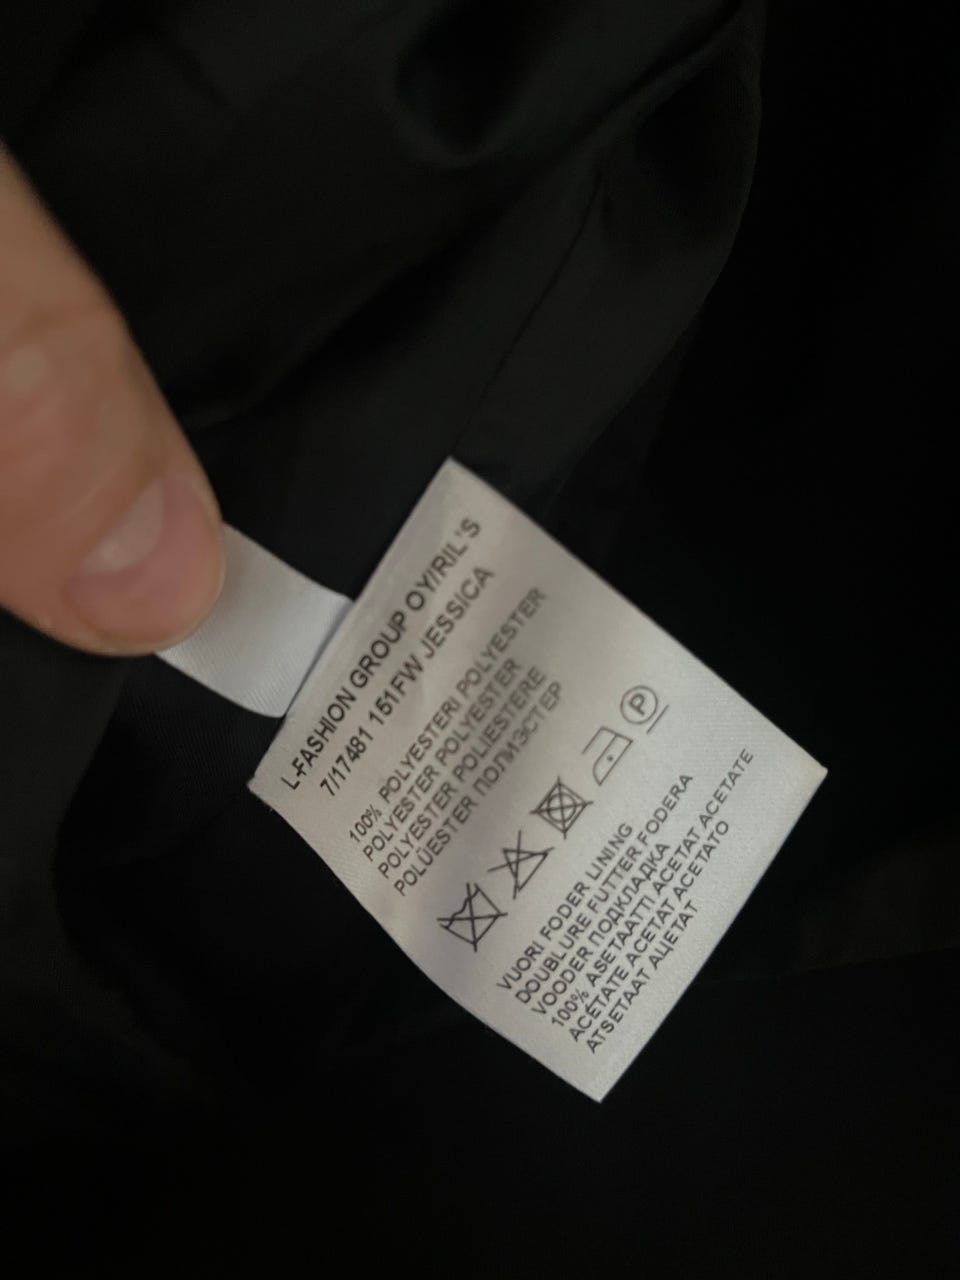 L-FASHION GROUP OY/RIL'S
7/17481 151FW JESSICA
100% POLYESTERI POLYESTER
POLYESTER POLYESTER
POLYESTER POLIESTERE
POLÜESTER ПОЛИЭСТЕР
P
VUORI FODER LINING
DOUBLURE FUTTER FODERA
VOODER ПОДКЛАДКА
100% ASETAATTI ACETAT ACETATE
ACÉTATE ACETAT ACETATO
ATSETAAT АЦЕТАТ